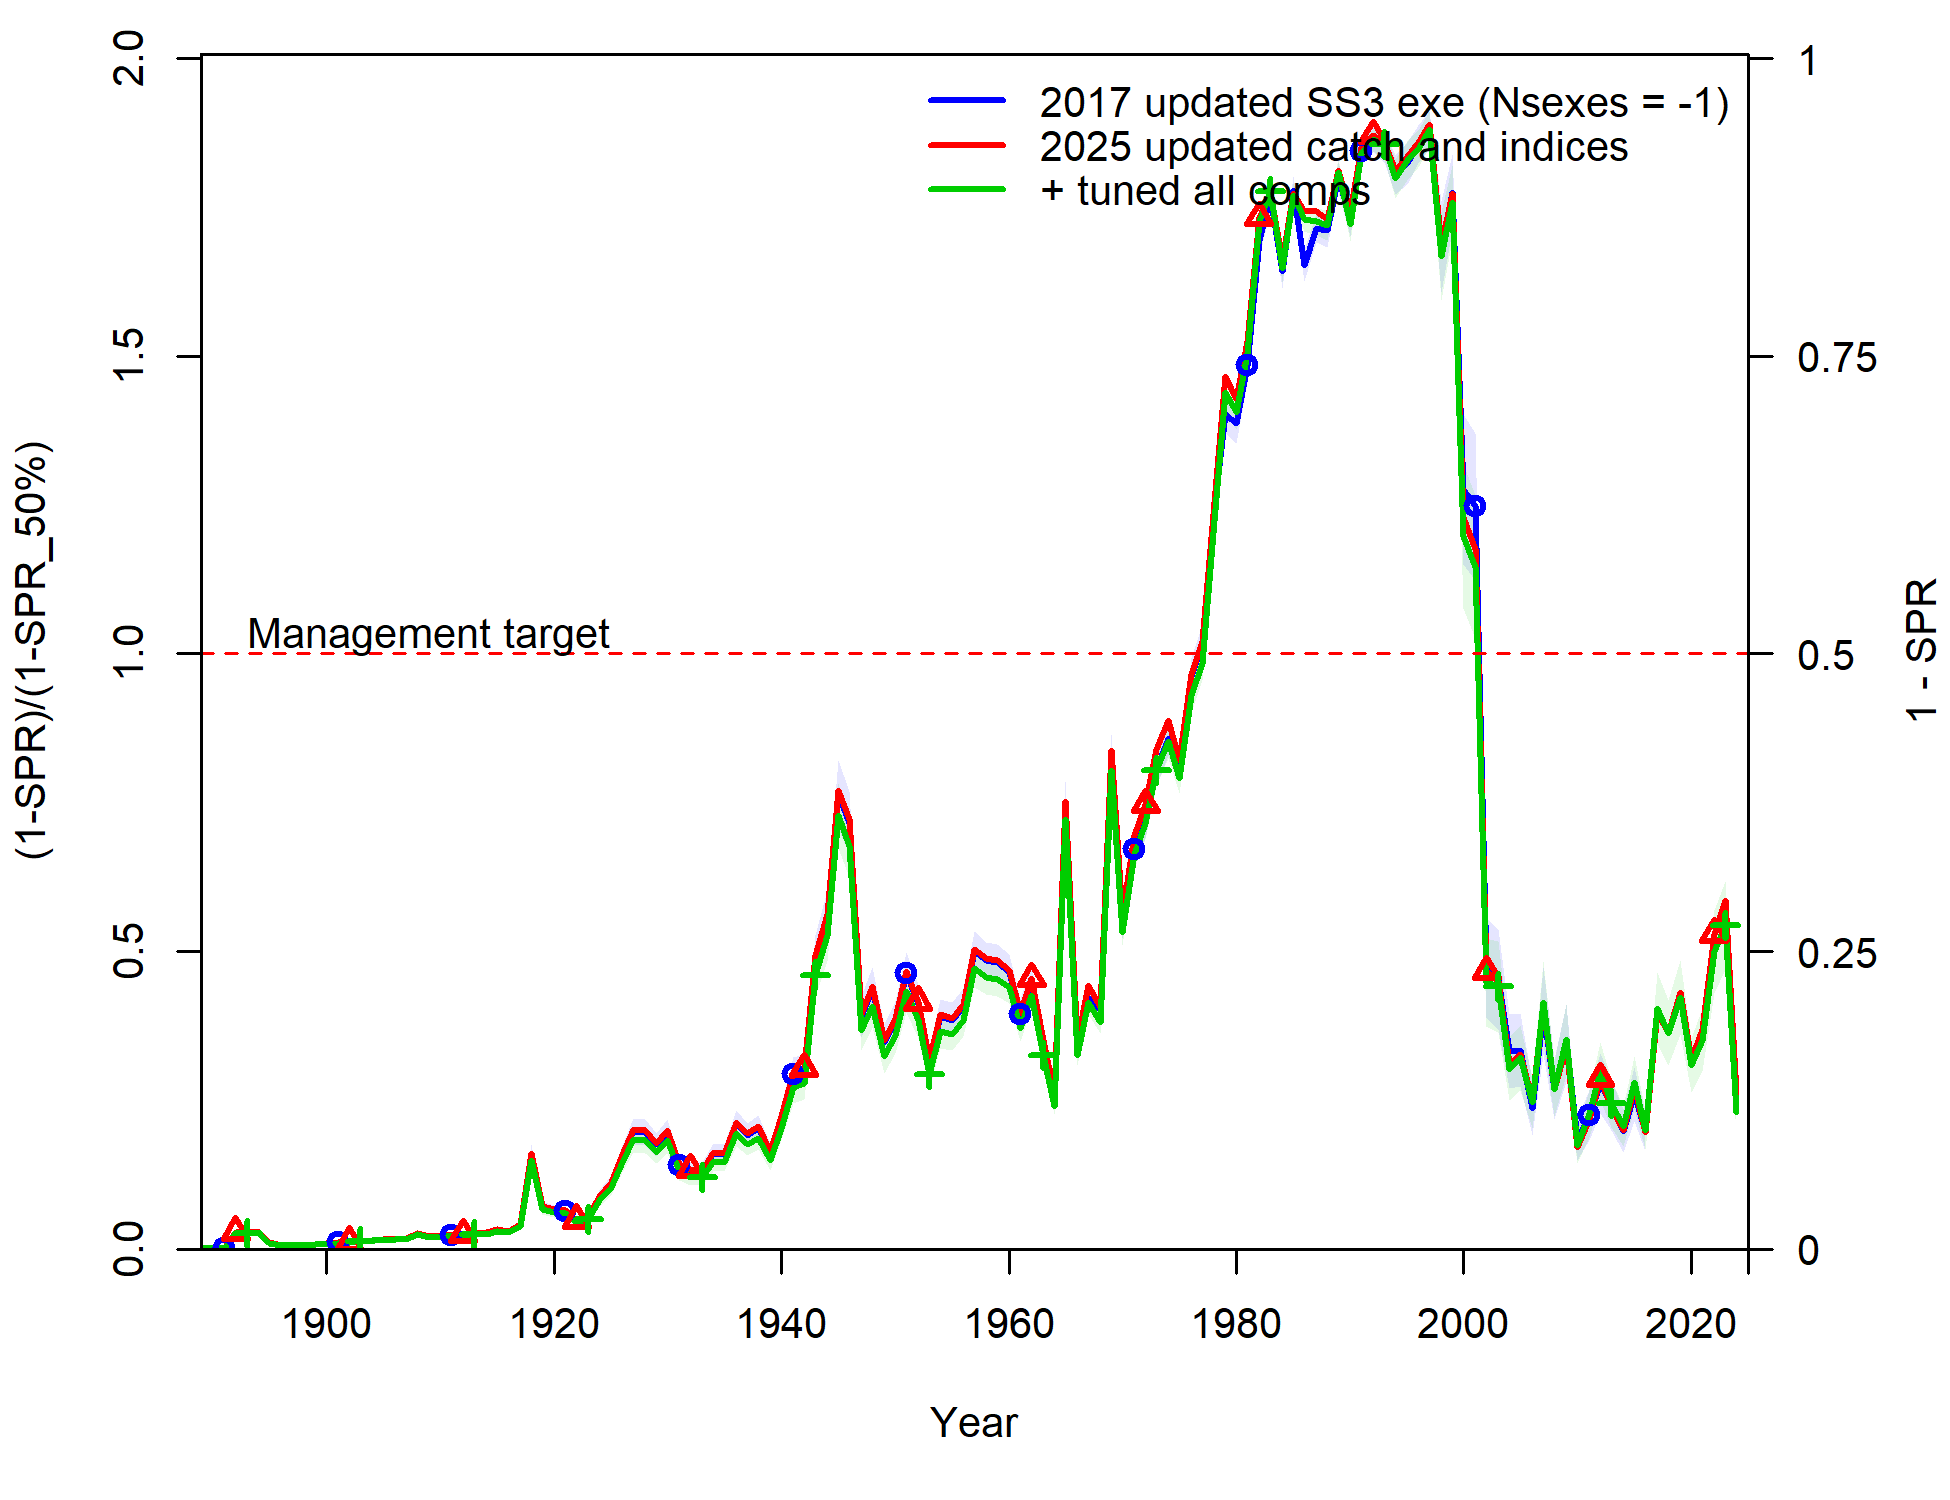 2017 updated SS3 exe (Nsexes = -1)
2025 updated catch and indices
+ tuned all comps
Management target
(1-SPR)/(1-SPR_50%)
0.0
0.5
1.0
1.5
2.0
1 - SPR
0
0.25
0.5
0.75
1
1900
1920
1940
1960
1980
2000
2020
Year